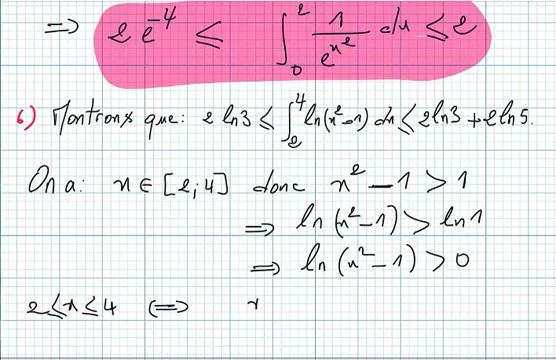 => 2 e^-4 ≤ ∫_0^2 1/e^x^2 dx ≤ 2
6) Montrons que: 2 ln3 ≤ ∫_2^4 ln(x^2-1) dx ≤ 2ln3 + 2ln5.
On a: x ∈ [2;4] donc x^2 - 1 > 1
=> ln(x^2-1) > ln1
=> ln(x^2-1) > 0
2 ≤ x ≤ 4 <=> x